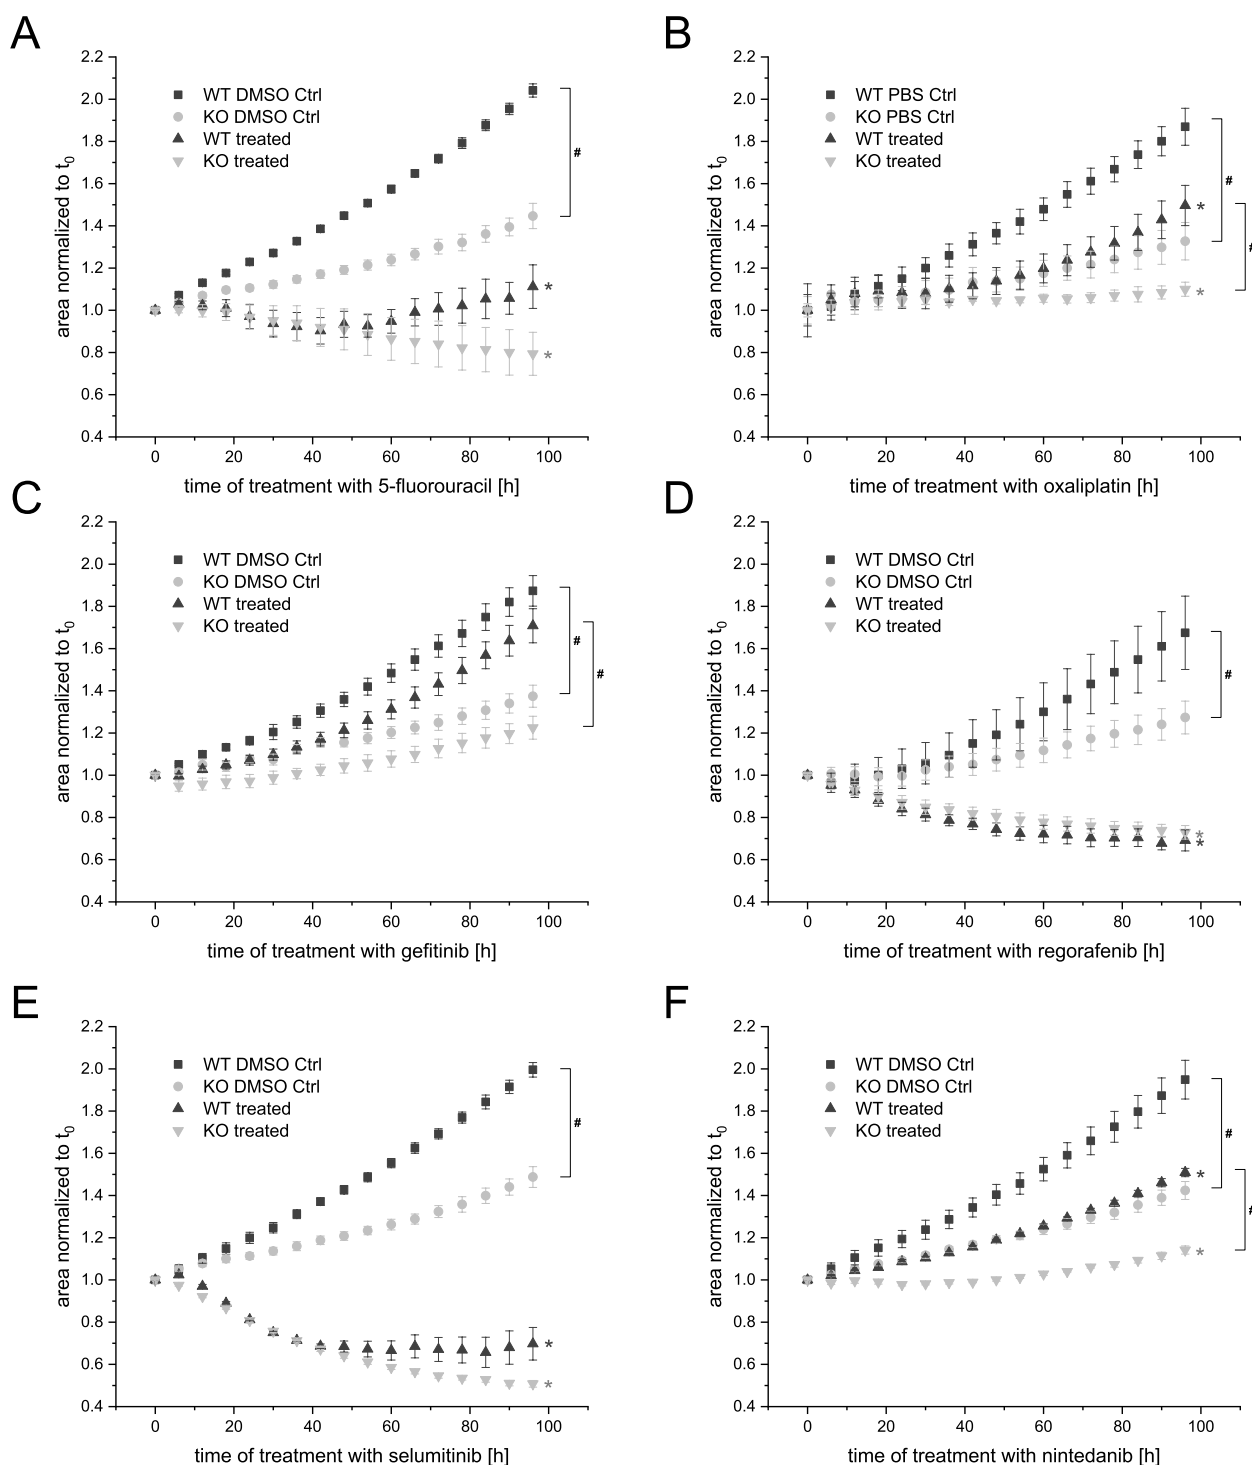 A
2.2
2.0
1.8
1.6
1.4
1.2
1.0
0.8
0.6
0.4
area normalized to t0
WT DMSO Ctrl
KO DMSO Ctrl
WT treated
KO treated
#
*
*
0 20 40 60 80 100
time of treatment with 5-fluorouracil [h]
B
2.2
2.0
1.8
1.6
1.4
1.2
1.0
0.8
0.6
0.4
area normalized to t0
WT PBS Ctrl
KO PBS Ctrl
WT treated
KO treated
#
*
#
*
0 20 40 60 80 100
time of treatment with oxaliplatin [h]
C
2.2
2.0
1.8
1.6
1.4
1.2
1.0
0.8
0.6
0.4
area normalized to t0
WT DMSO Ctrl
KO DMSO Ctrl
WT treated
KO treated
#
#
0 20 40 60 80 100
time of treatment with gefitinib [h]
D
2.2
2.0
1.8
1.6
1.4
1.2
1.0
0.8
0.6
0.4
area normalized to t0
WT DMSO Ctrl
KO DMSO Ctrl
WT treated
KO treated
#
*
*
0 20 40 60 80 100
time of treatment with regorafenib [h]
E
2.2
2.0
1.8
1.6
1.4
1.2
1.0
0.8
0.6
0.4
area normalized to t0
WT DMSO Ctrl
KO DMSO Ctrl
WT treated
KO treated
#
*
*
0 20 40 60 80 100
time of treatment with selumitinib [h]
F
2.2
2.0
1.8
1.6
1.4
1.2
1.0
0.8
0.6
0.4
area normalized to t0
WT DMSO Ctrl
KO DMSO Ctrl
WT treated
KO treated
#
*
#
*
0 20 40 60 80 100
time of treatment with nintedanib [h]